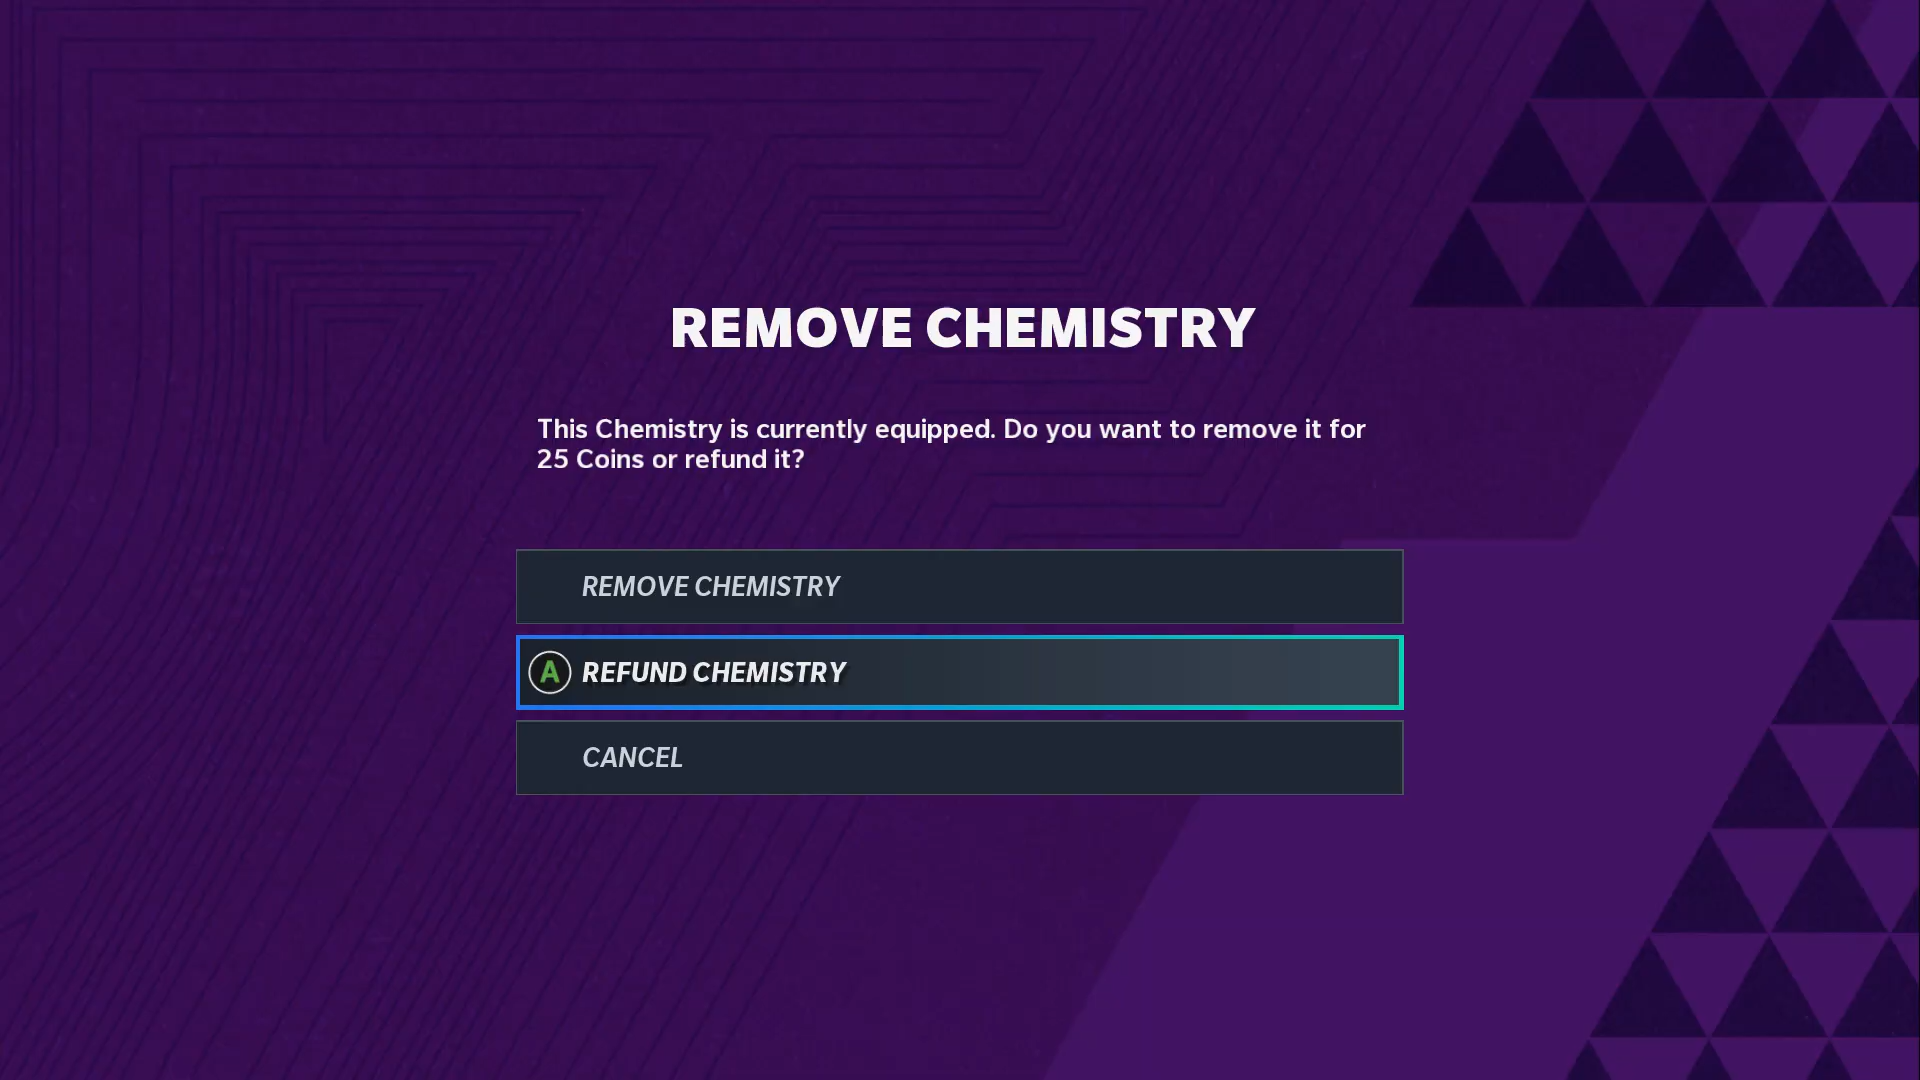 REMOVE CHEMISTRY
This Chemistry is currently equipped. Do you want to remove it for
25 Coins or refund it?
REMOVE CHEMISTRY
A REFUND CHEMISTRY
CANCEL